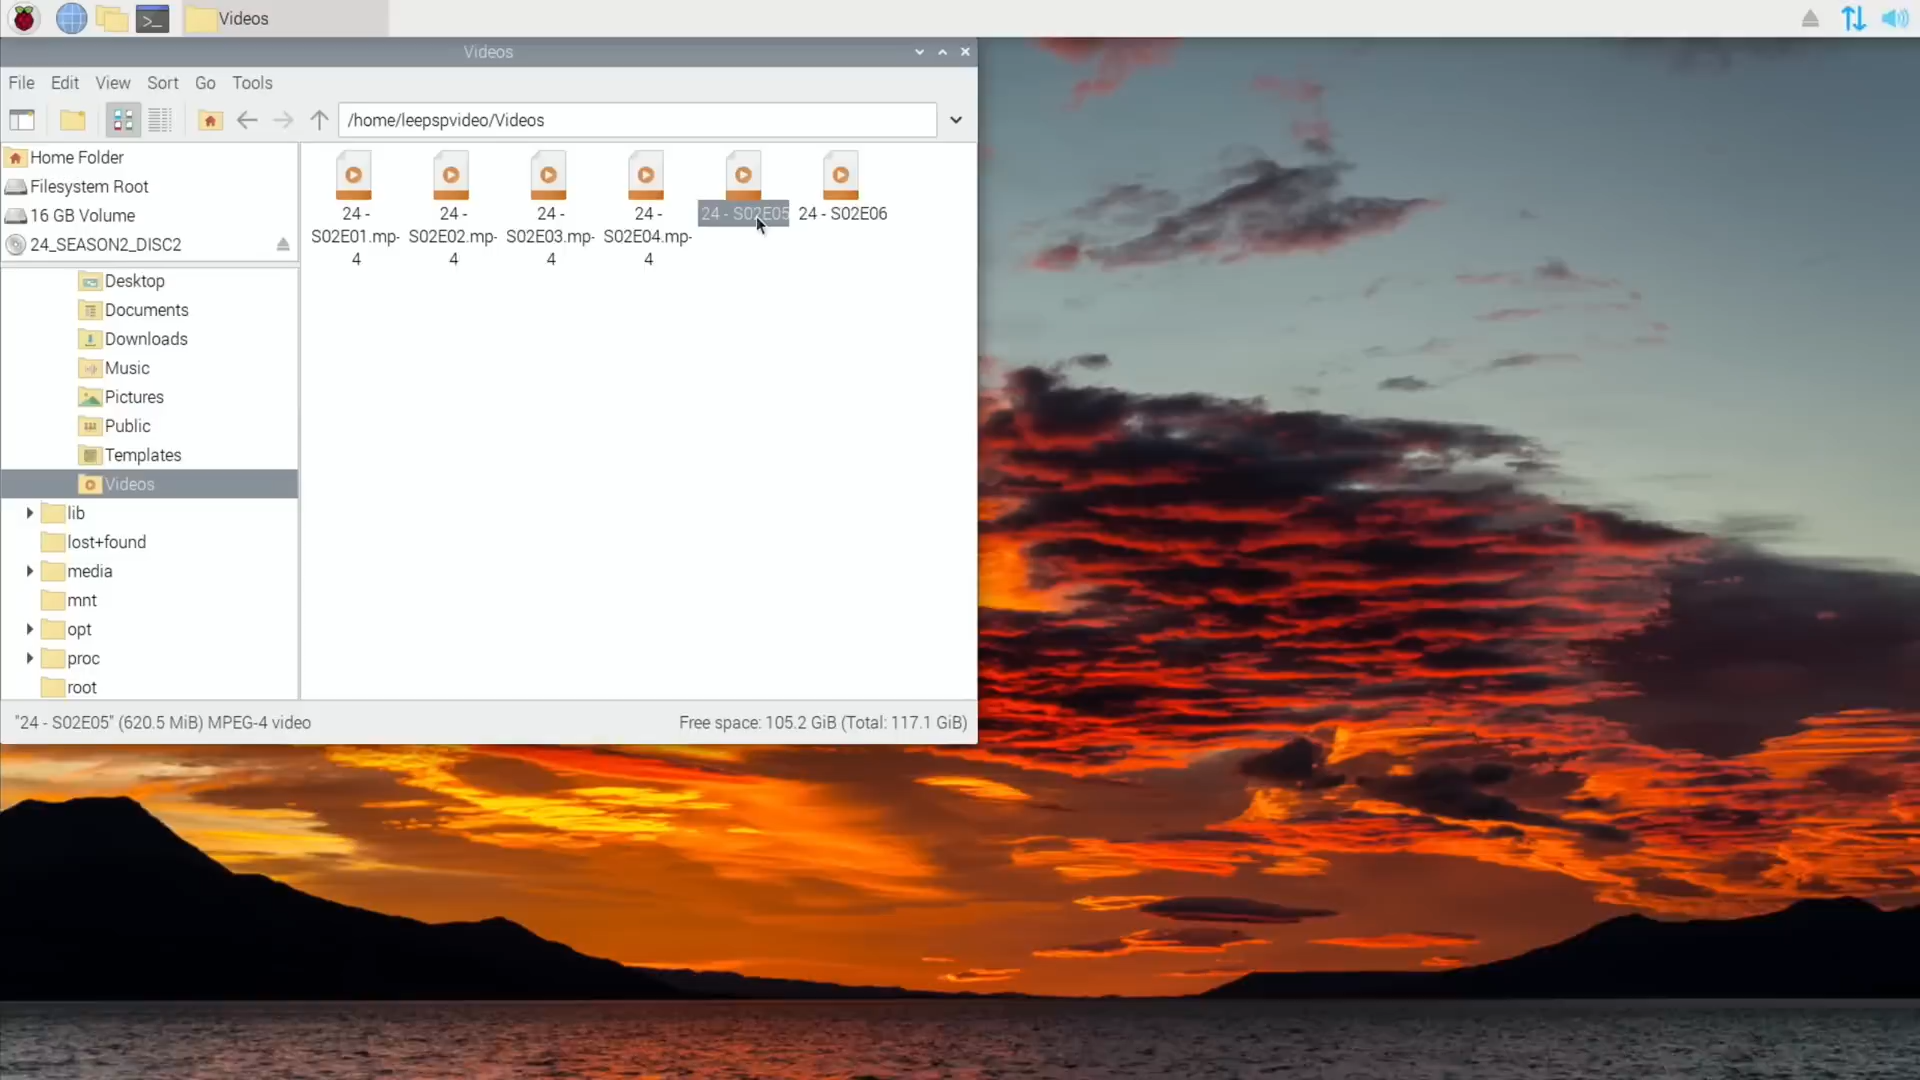 Videos
Videos
File Edit View Sort Go Tools
/home/leepspvideo/Videos
Home Folder
Filesystem Root
16 GB Volume
24_SEASON2_DISC2
Desktop
Documents
Downloads
Music
Pictures
Public
Templates
Videos
lib
lost+found
media
mnt
opt
proc
root
24 -
S02E01.mp-
4
24 -
S02E02.mp-
4
24 -
S02E03.mp-
4
24 -
S02E04.mp-
4
24 - S02E05
24 - S02E06
"24 - S02E05" (620.5 MiB) MPEG-4 video
Free space: 105.2 GiB (Total: 117.1 GiB)